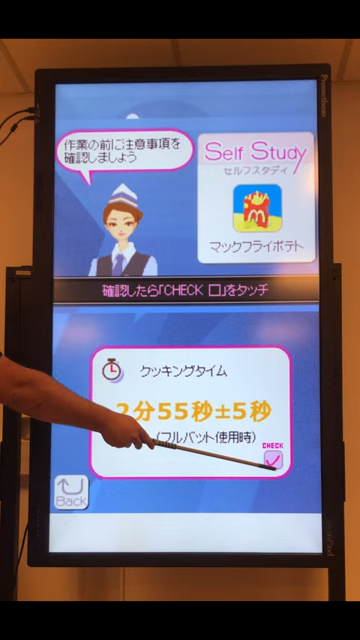 作業の前に注意事項を
確認しましょう
Self Study
セルフスタディ
マックフライポテト
確認したら「CHECK □」をタッチ
クッキングタイム
2分55秒±5秒
(フルバット使用時)
CHECK
Back